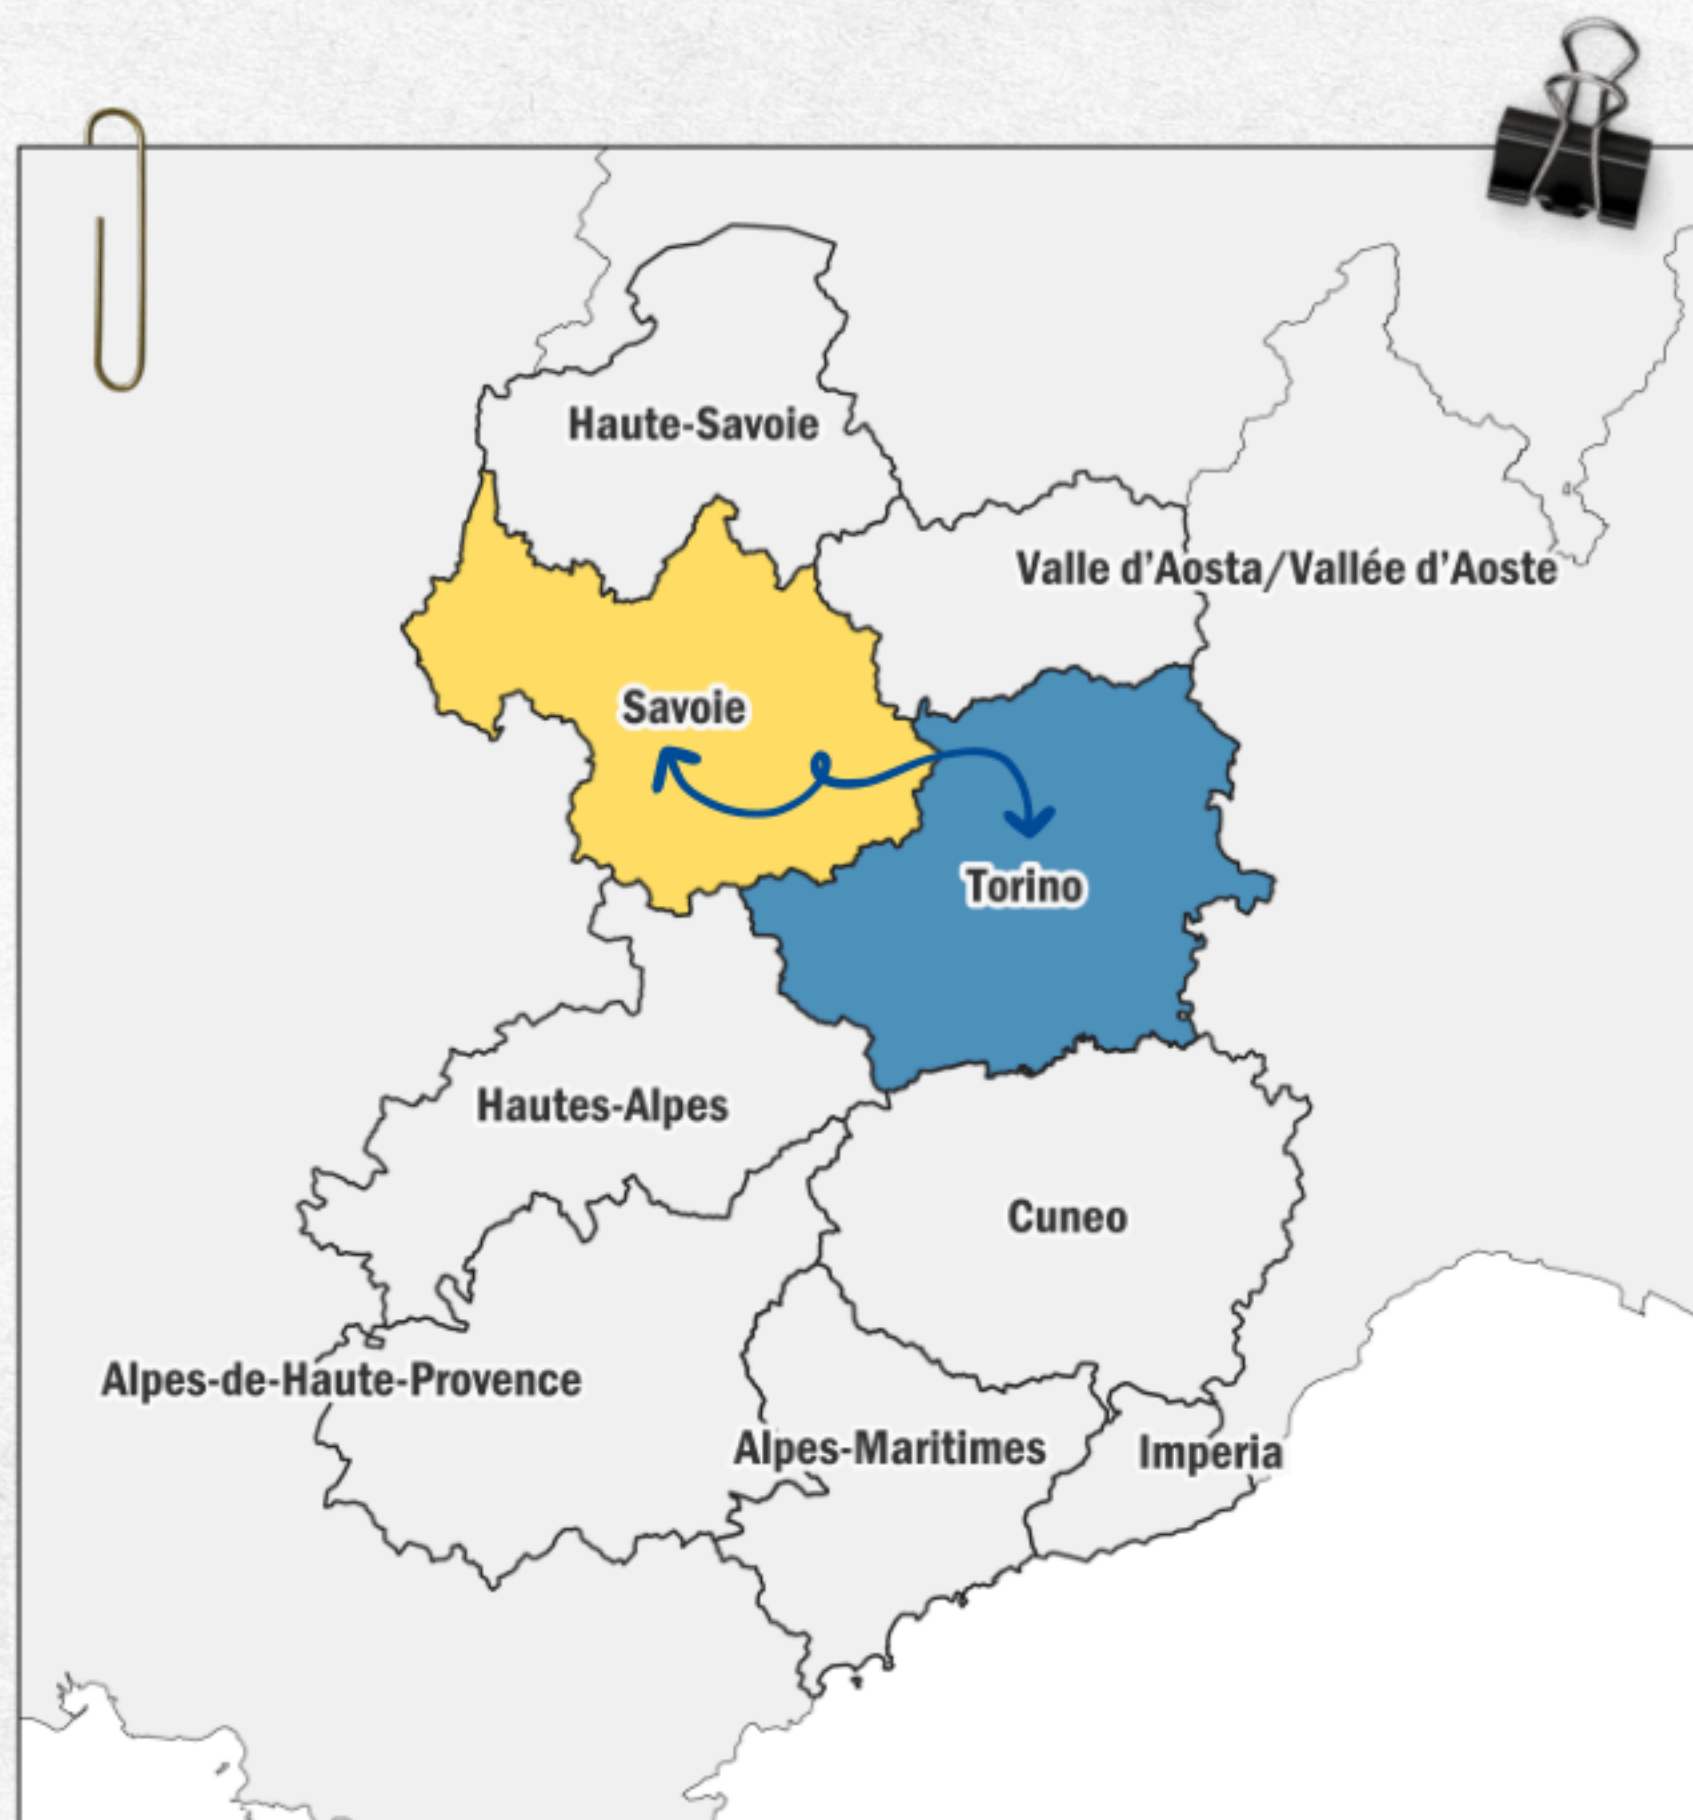 Haute-Savoie
Valle d'Aosta/Vallée d'Aoste
Savoie
Torino
Hautes-Alpes
Cuneo
Alpes-de-Haute-Provence
Alpes-Maritimes
Imperia